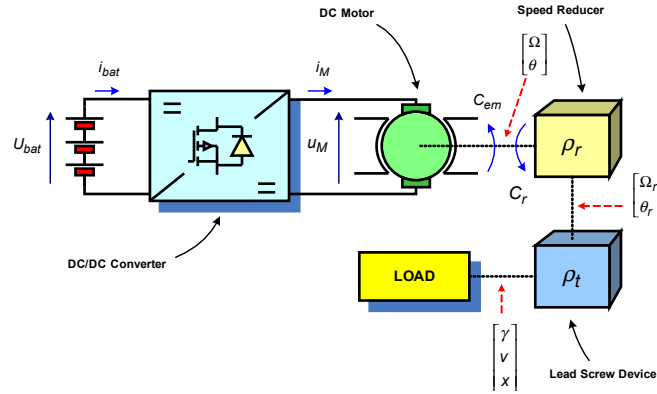 DC Motor
Speed Reducer
i_bat
i_M
C_em
Ω
θ
U_bat
=
u_M
=
ρ_r
C_r
Ω_r
θ_r
DC/DC Converter
LOAD
ρ_t
γ
v
x
Lead Screw Device